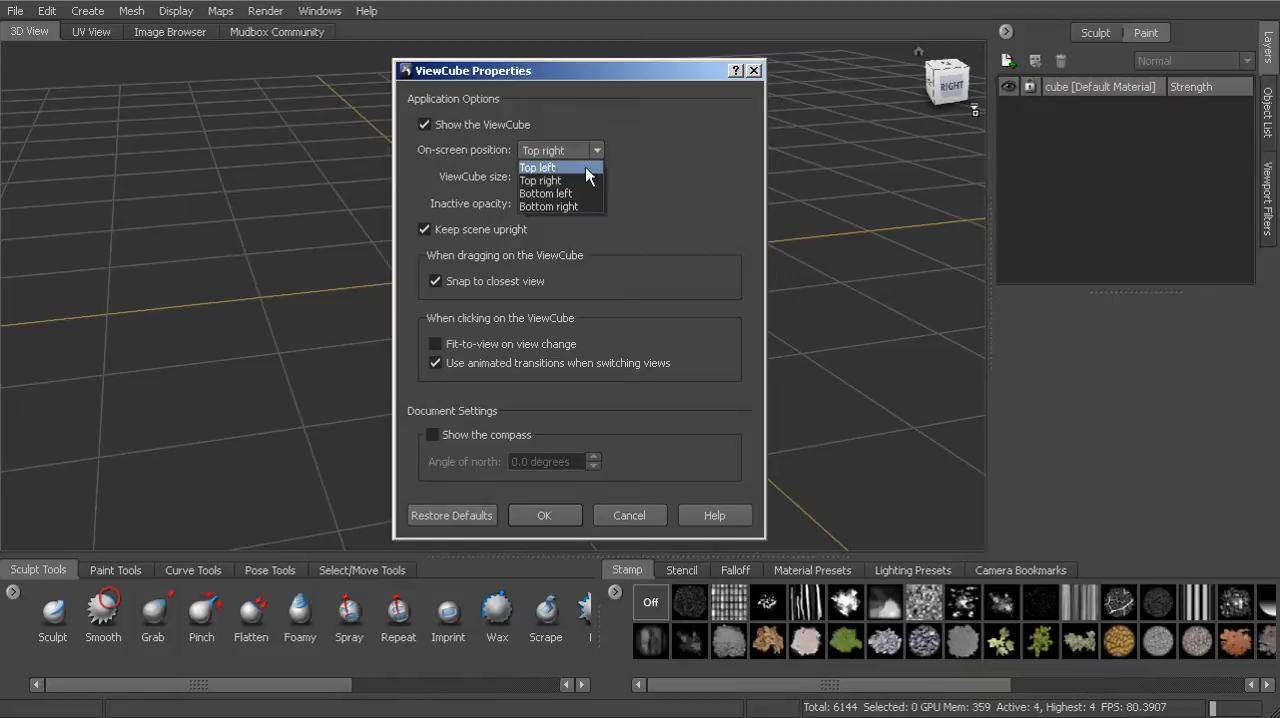 File Edit Create Mesh Display Maps Render Windows Help
3D View UV View Image Browser Mudbox Community
Sculpt Paint
Layers
Object List
Viewport Filters
Normal
cube [Default Material] Strength
RIGHT
ViewCube Properties
Application Options
Show the ViewCube
On-screen position: Top right
Top left
ViewCube size:
Top right
Bottom left
Inactive opacity:
Bottom right
Keep scene upright
When dragging on the ViewCube
Snap to closest view
When clicking on the ViewCube
Fit-to-view on view change
Use animated transitions when switching views
Document Settings
Show the compass
Angle of north: 0.0 degrees
Restore Defaults OK Cancel Help
Sculpt Tools Paint Tools Curve Tools Pose Tools Select/Move Tools
Sculpt Smooth Grab Pinch Flatten Foamy Spray Repeat Imprint Wax Scrape
Stamp Stencil Falloff Material Presets Lighting Presets Camera Bookmarks
Off
Total: 6144 Selected: 0 GPU Mem: 359 Active: 4, Highest: 4 FPS: 80.3907